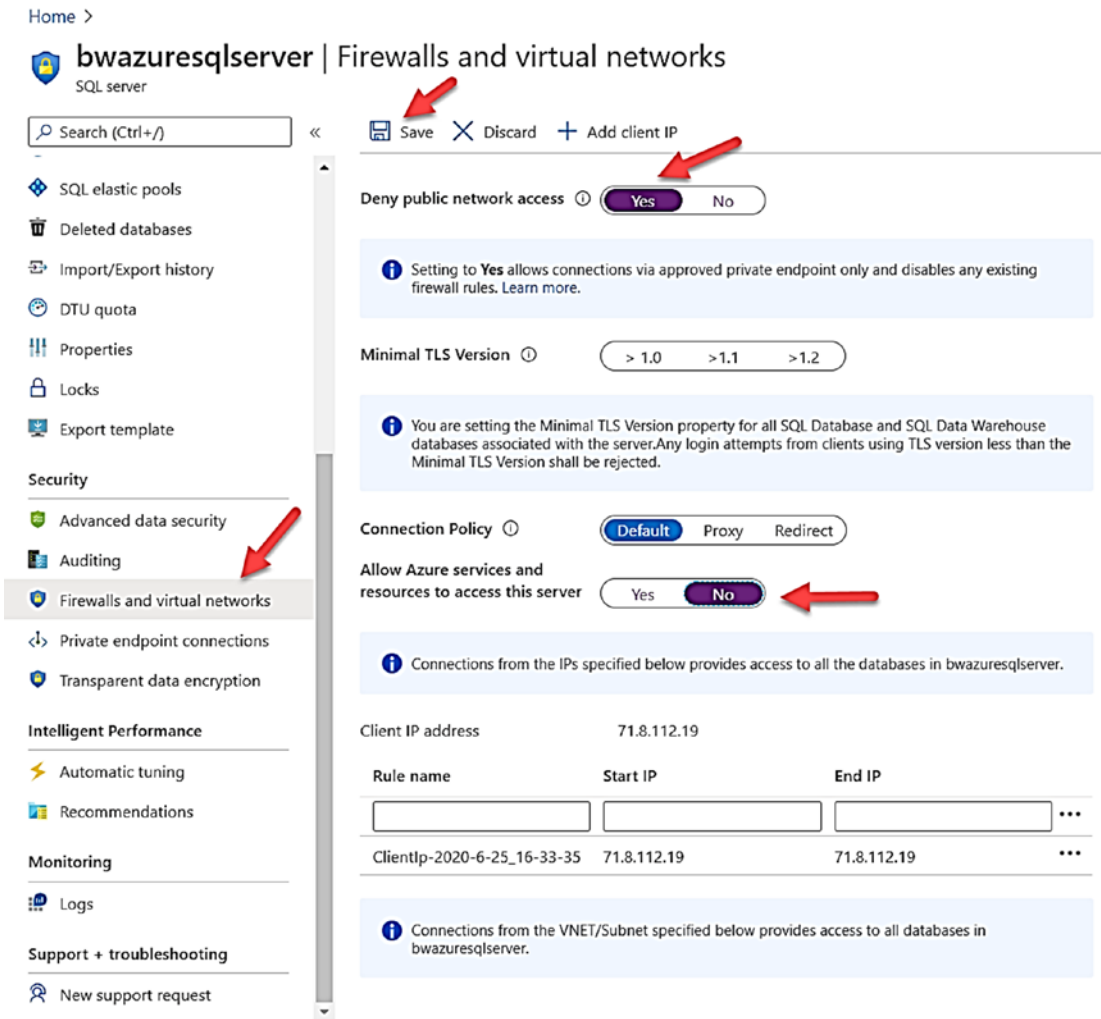 Home >
bwazuresqlserver | Firewalls and virtual networks
SQL server
Search (Ctrl+/)
«
SQL elastic pools
Deleted databases
Import/Export history
DTU quota
Properties
Locks
Export template
Security
Advanced data security
Auditing
Firewalls and virtual networks
Private endpoint connections
Transparent data encryption
Intelligent Performance
Automatic tuning
Recommendations
Monitoring
Logs
Support + troubleshooting
New support request
Save Discard Add client IP
Deny public network access Yes No
Setting to Yes allows connections via approved private endpoint only and disables any existing
firewall rules. Learn more.
Minimal TLS Version > 1.0 >1.1 >1.2
You are setting the Minimal TLS Version property for all SQL Database and SQL Data Warehouse
databases associated with the server.Any login attempts from clients using TLS version less than the
Minimal TLS Version shall be rejected.
Connection Policy Default Proxy Redirect
Allow Azure services and
resources to access this server Yes No
Connections from the IPs specified below provides access to all the databases in bwazuresqlserver.
Client IP address 71.8.112.19
Rule name Start IP End IP
ClientIp-2020-6-25_16-33-35 71.8.112.19 71.8.112.19
Connections from the VNET/Subnet specified below provides access to all databases in
bwazuresqlserver.